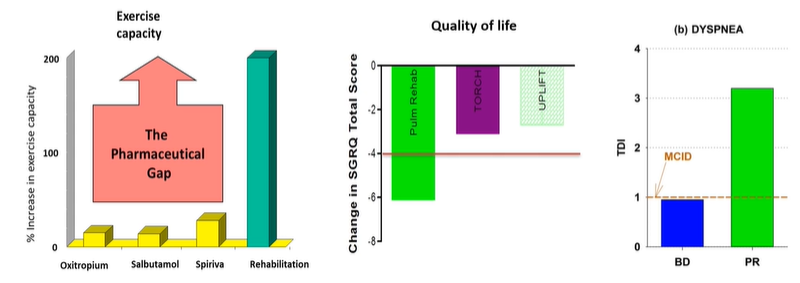 Exercise
capacity
% Increase in exercise capacity
200
100
0
The
Pharmaceutical
Gap
Oxitropium
Salbutamol
Spiriva
Rehabilitation
Quality of life
Change in SGRQ Total Score
0
-2
-4
-6
-8
Pulm Rehab
TORCH
UPLIFT
(b) DYSPNEA
TDI
4
3
2
1
0
MCID
BD
PR